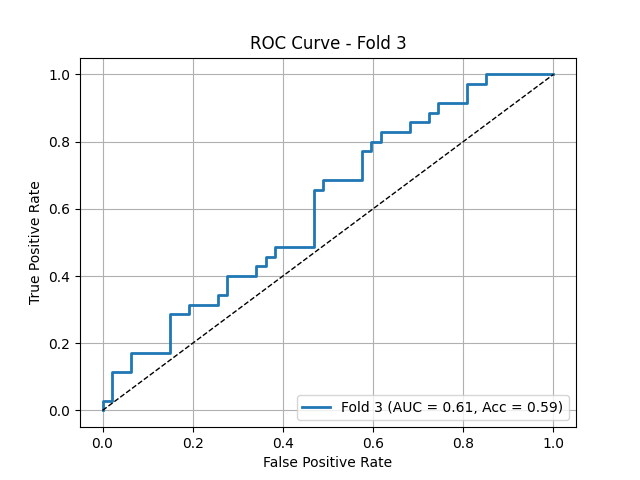 ROC Curve - Fold 3
True Positive Rate
1.0
0.8
0.6
0.4
0.2
0.0
Fold 3 (AUC = 0.61, Acc = 0.59)
0.0 0.2 0.4 0.6 0.8 1.0
False Positive Rate